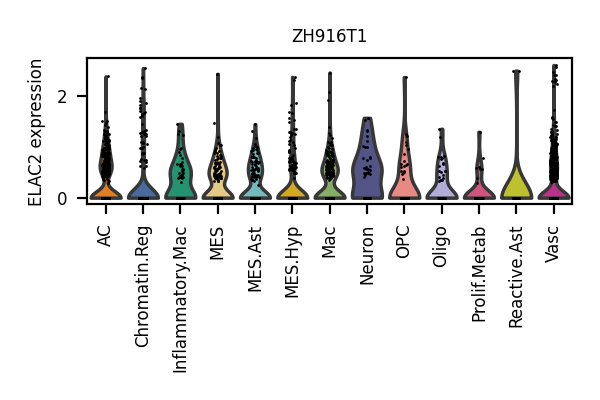 ZH916T1
ELAC2 expression
2
0
AC
Chromatin.Reg
Inflammatory.Mac
MES
MES.Ast
MES.Hyp
Mac
Neuron
OPC
Oligo
Prolif.Metab
Reactive.Ast
Vasc